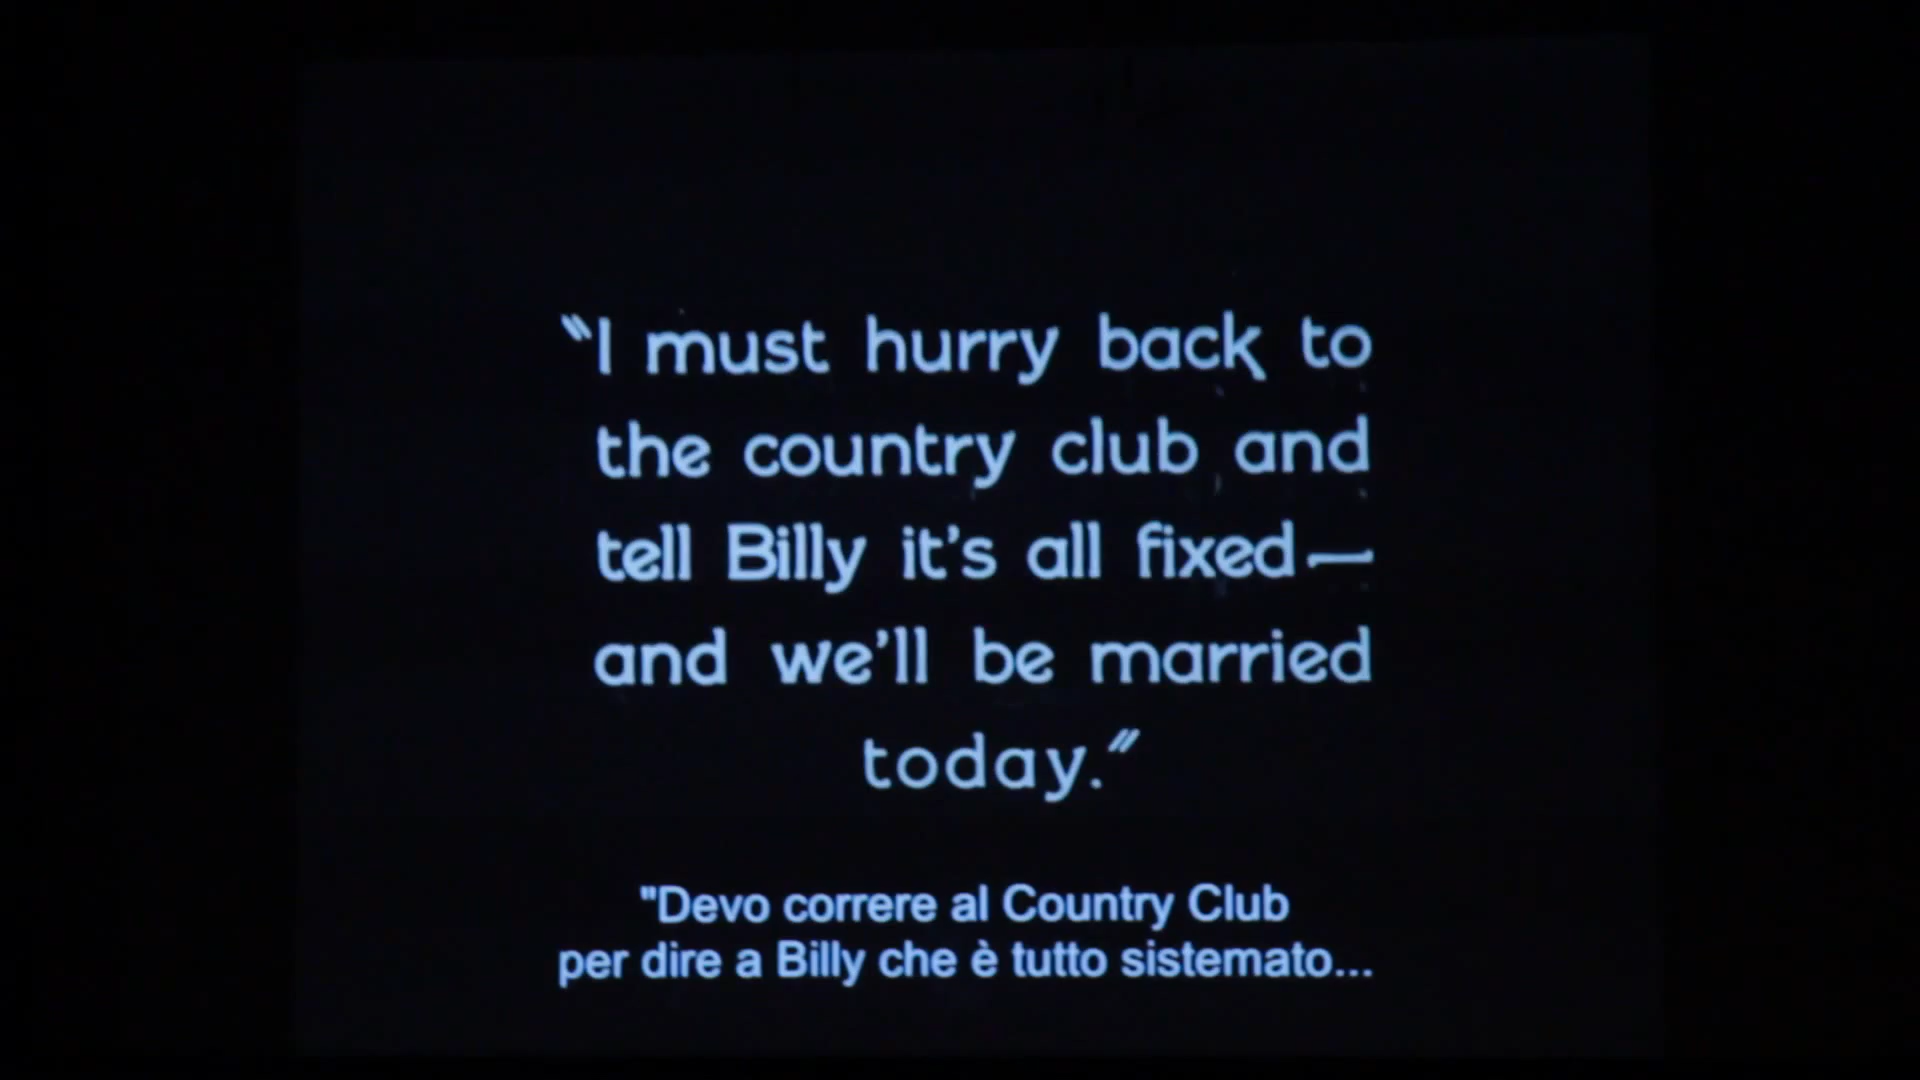 “I must hurry back to
the country club and
tell Billy it’s all fixed—
and we’ll be married
today.”
"Devo correre al Country Club
per dire a Billy che è tutto sistemato...